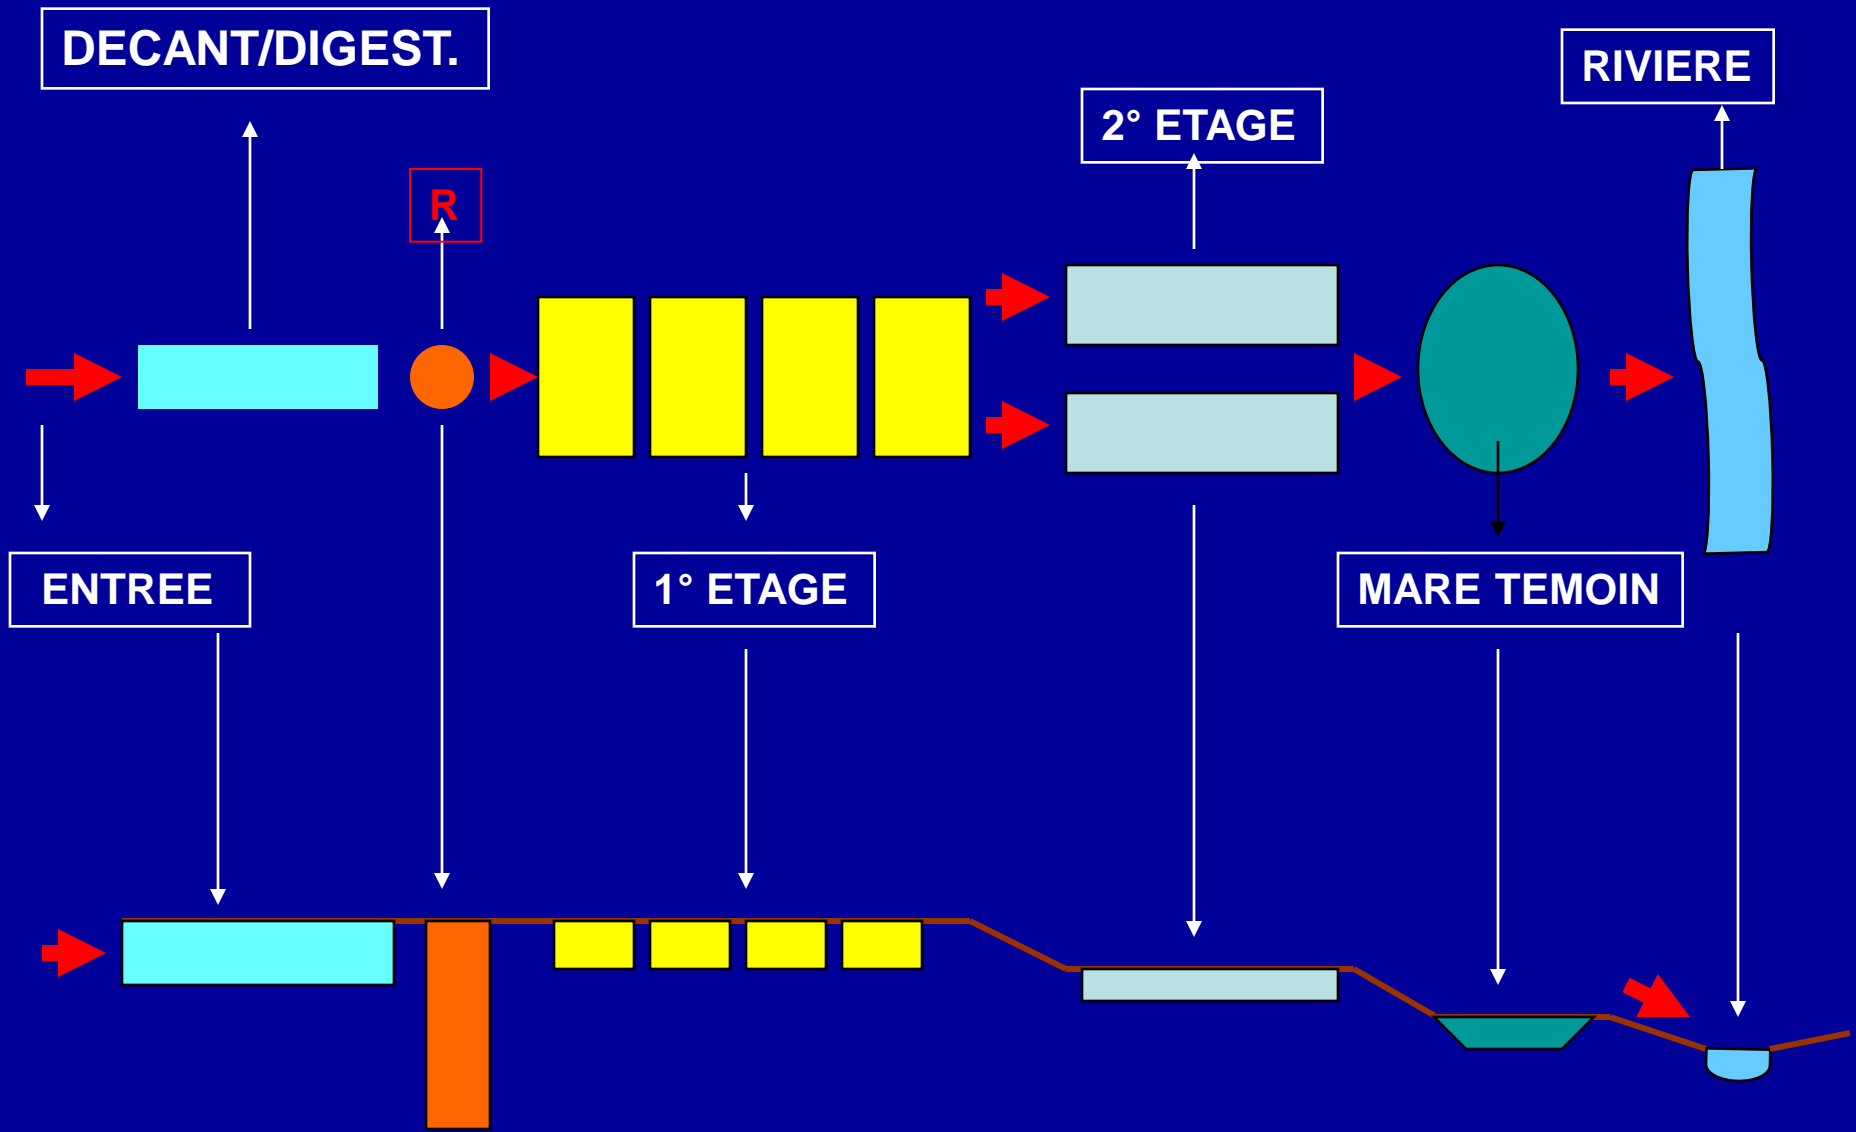 DECANT/DIGEST.
RIVIERE
2° ETAGE
R
ENTREE
1° ETAGE
MARE TEMOIN